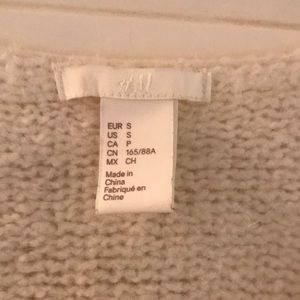 H&M
EUR S
US S
CA P
CN 165/88A
MX CH
Made in
China
Fabriqué en
Chine